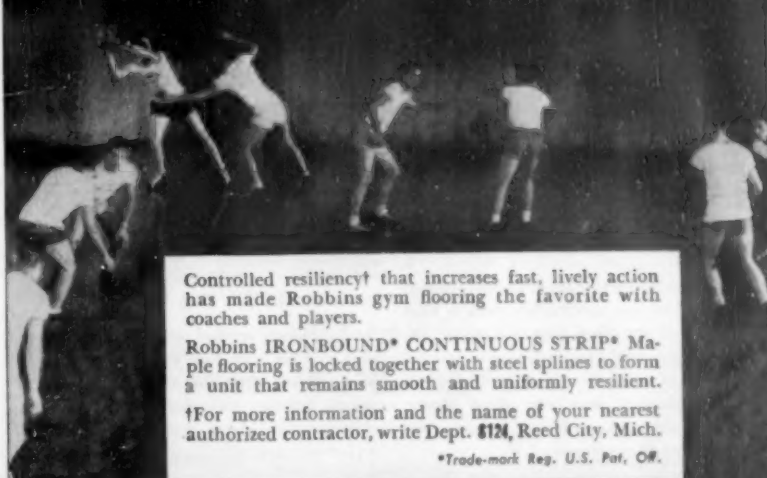 Controlled resiliency† that increases fast, lively action
has made Robbins gym flooring the favorite with
coaches and players.
Robbins IRONBOUND* CONTINUOUS STRIP* Ma-
ple flooring is locked together with steel splines to form
a unit that remains smooth and uniformly resilient.
†For more information and the name of your nearest
authorized contractor, write Dept. Reed City, Mich.
*Trade-mark Reg. U.S. Pat. Off.